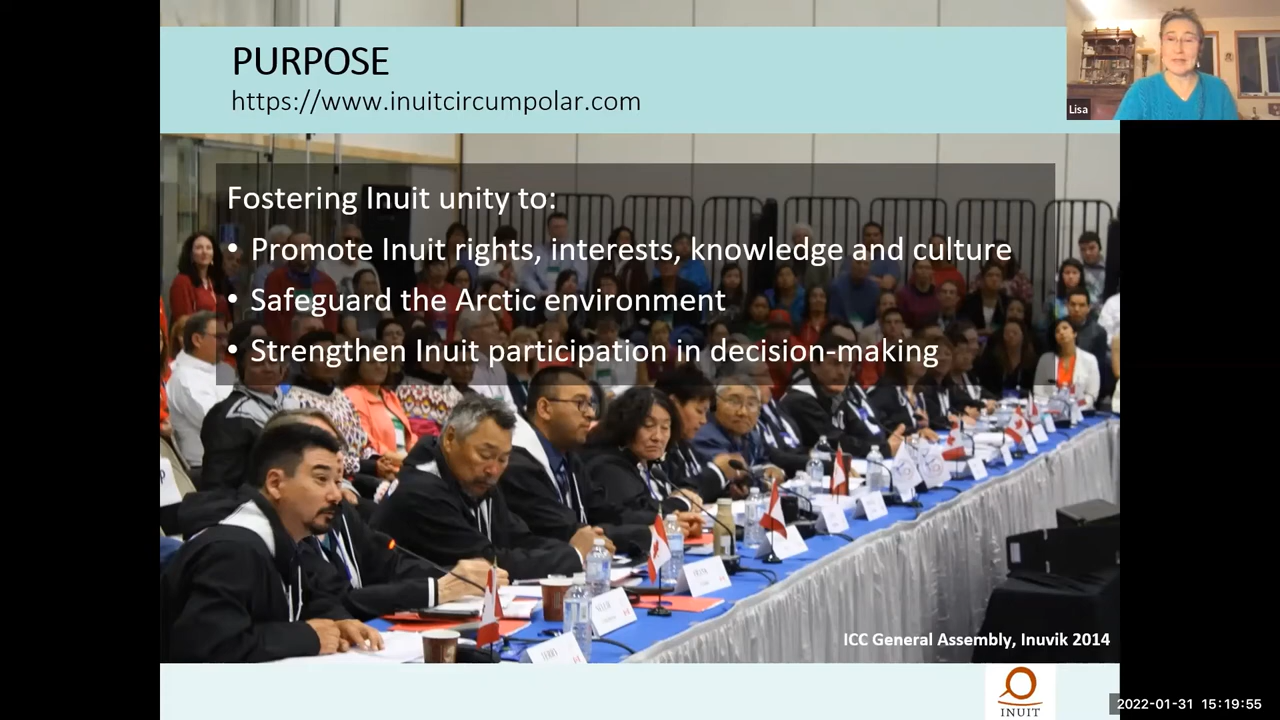 PURPOSE
https://www.inuitcircumpolar.com
Lisa
Fostering Inuit unity to:
• Promote Inuit rights, interests, knowledge and culture
• Safeguard the Arctic environment
• Strengthen Inuit participation in decision-making
ICC General Assembly, Inuvik 2014
INUIT
2022-01-31 15:19:55